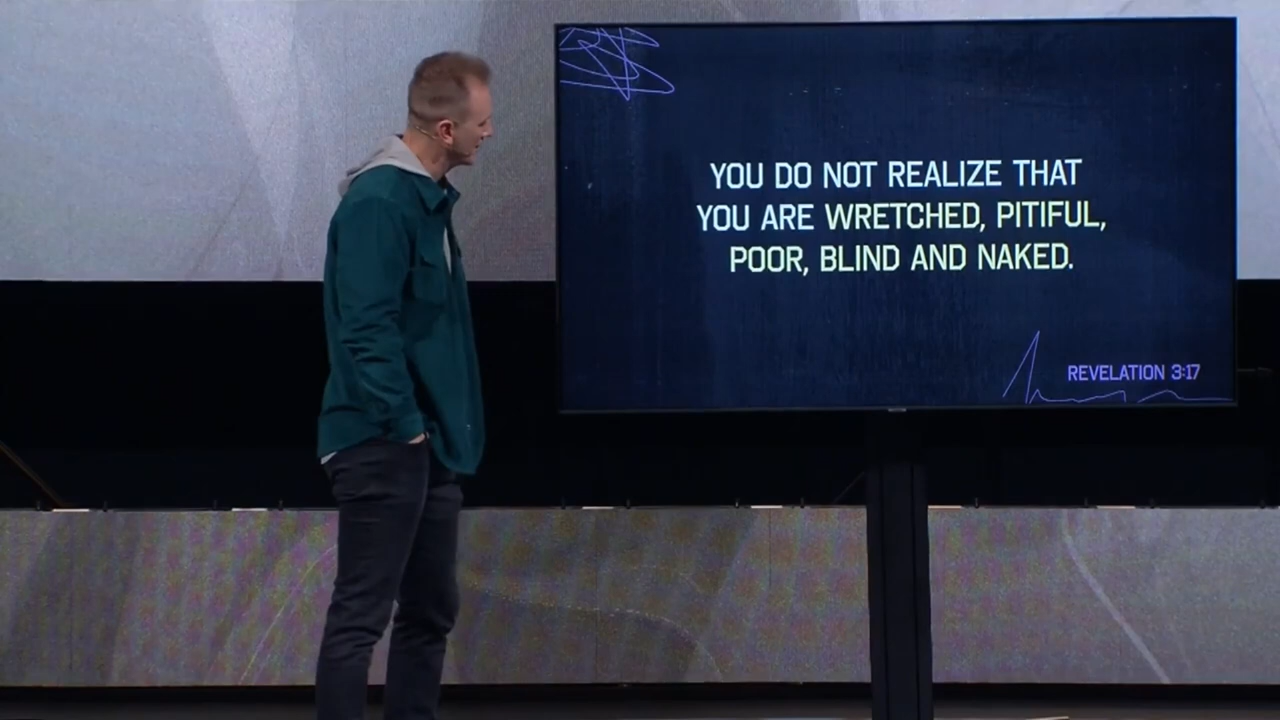 YOU DO NOT REALIZE THAT
YOU ARE WRETCHED, PITIFUL,
POOR, BLIND AND NAKED.
REVELATION 3:17